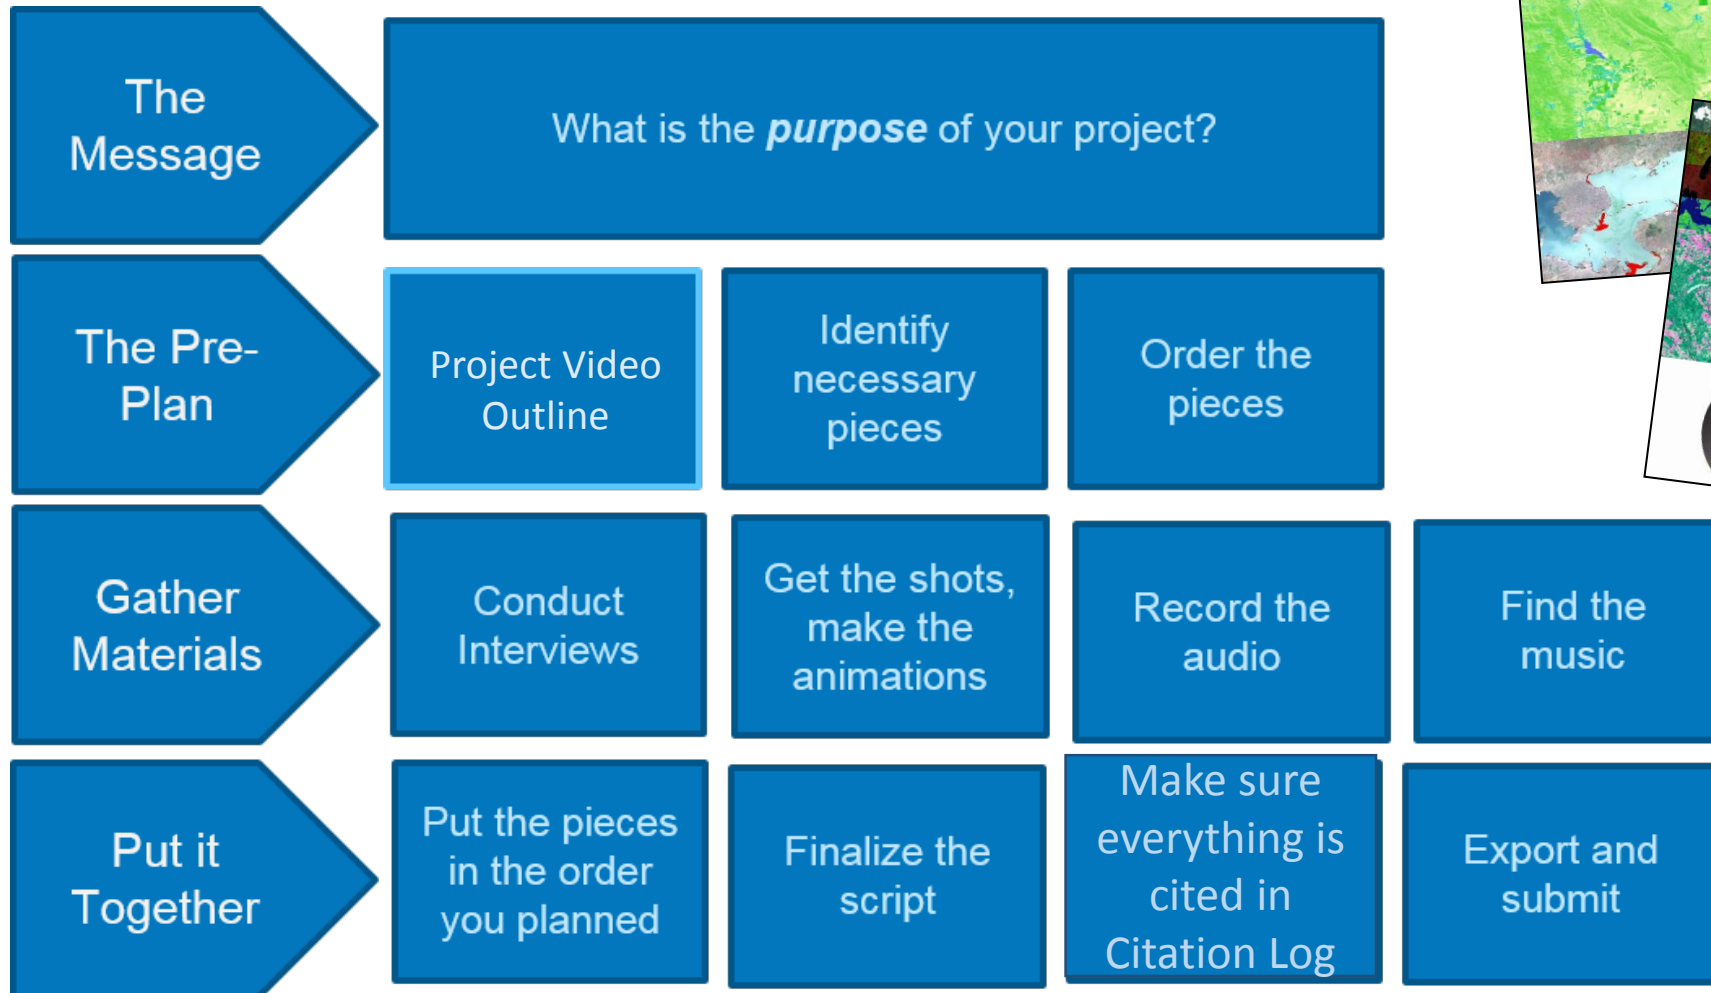 The
Message
What is the purpose of your project?
The Pre-
Plan
Project Video
Outline
Identify
necessary
pieces
Order the
pieces
Gather
Materials
Conduct
Interviews
Get the shots,
make the
animations
Record the
audio
Find the
music
Put it
Together
Put the pieces
in the order
you planned
Finalize the
script
Make sure
everything is
cited in
Citation Log
Export and
submit